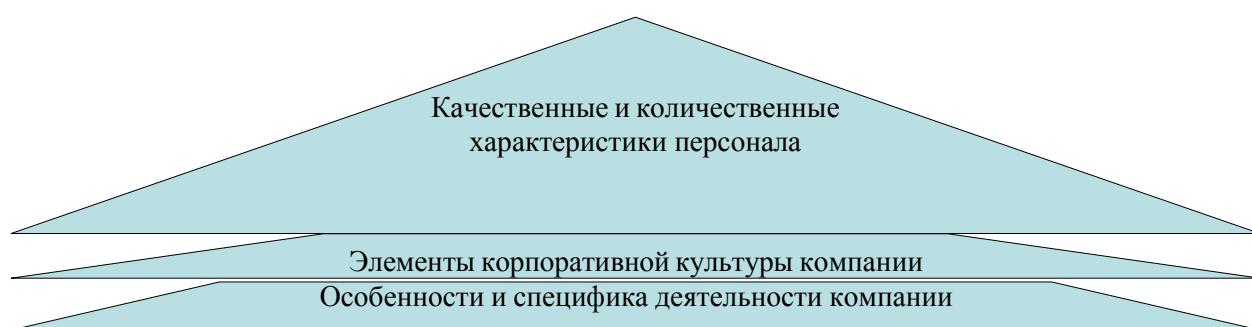 Качественные и количественные
характеристики персонала
Элементы корпоративной культуры компании
Особенности и специфика деятельности компании